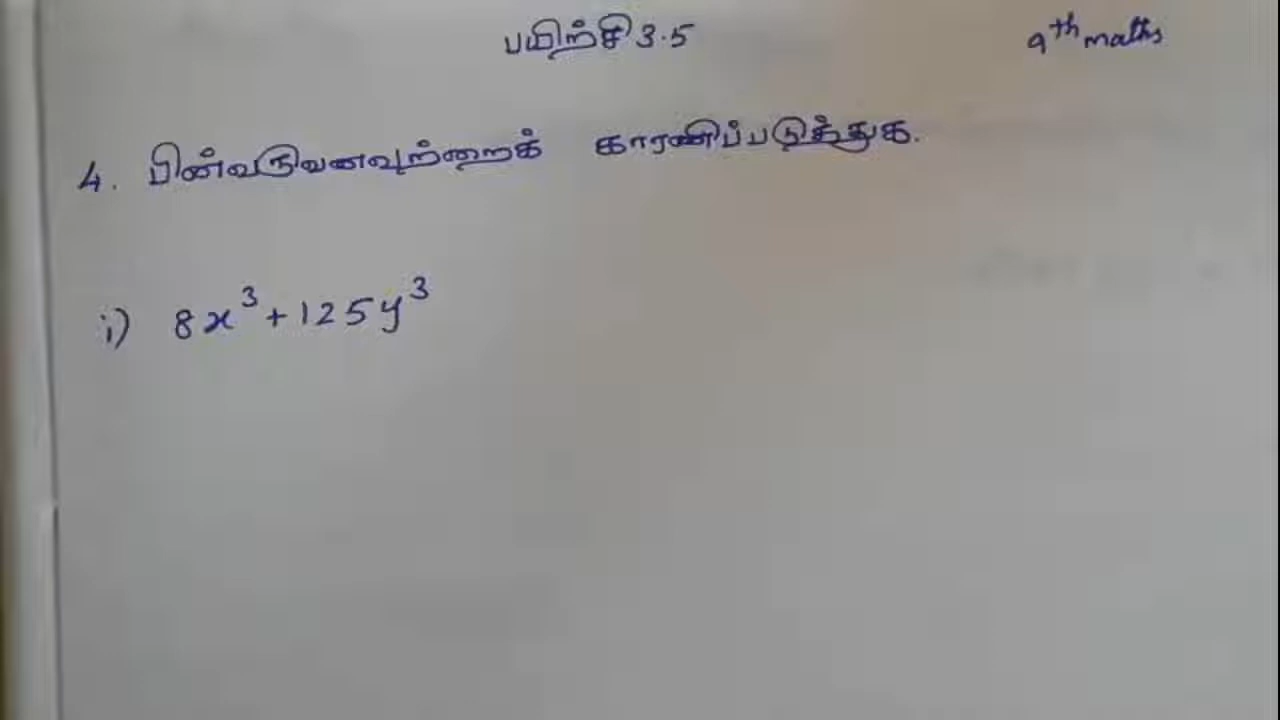 பயிற்சி 3.5
9th maths
4. பின்வருவனவற்றைக் காரணிப்படுத்துக.
i) 8x³ + 125y³